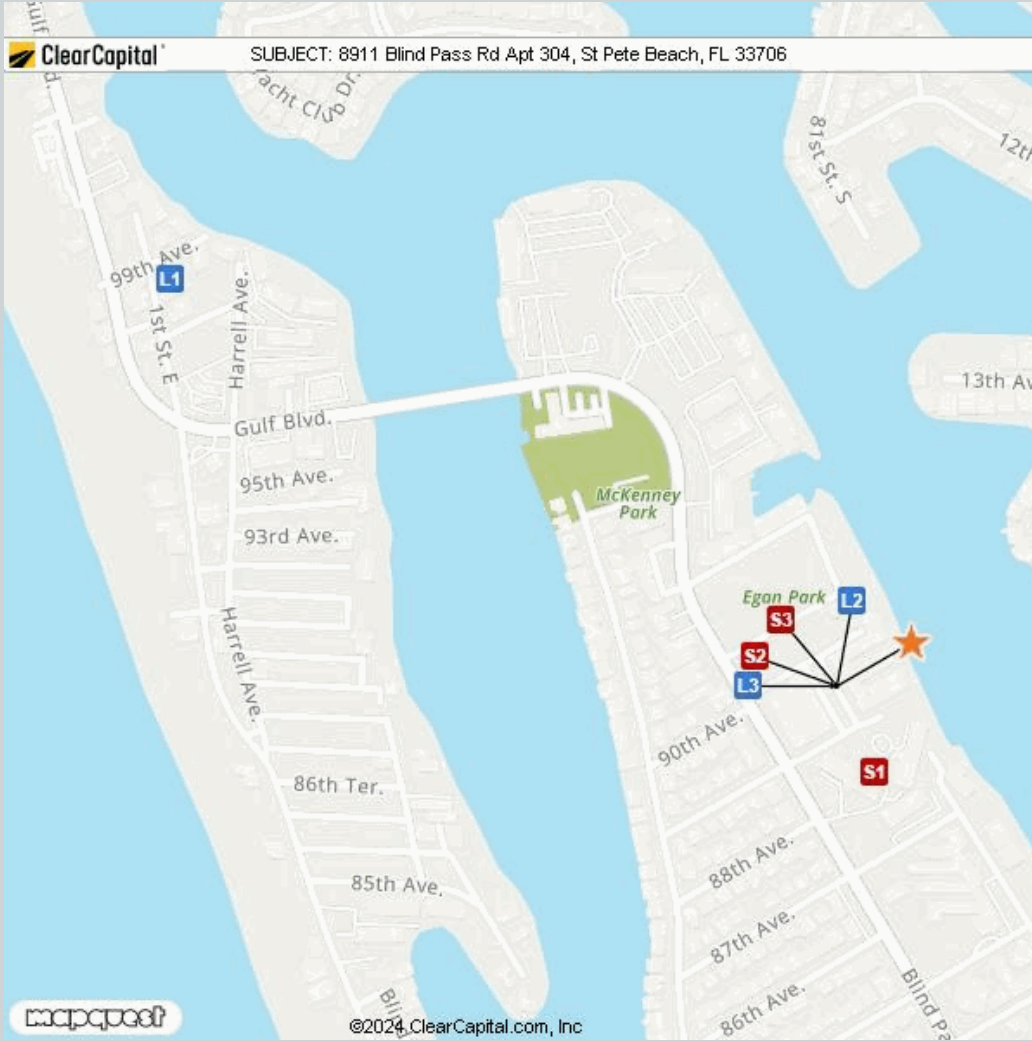 Gulf
d.
ClearCapital
SUBJECT: 8911 Blind Pass Rd Apt 304, St Pete Beach, FL 33706
Yacht Club Dr.
81st St. S
12th
99th Ave.
L1
1st St. E
Harrell Ave.
13th Av
Gulf Blvd.
95th Ave.
McKenney
Park
93rd Ave.
Egan Park
L2
S3
S2
L3
Harrell Ave.
90th Ave.
S1
86th Ter.
88th Ave.
85th Ave.
87th Ave.
86th Ave.
Blind Pa
Blin
mapquest
©2024 ClearCapital.com, Inc